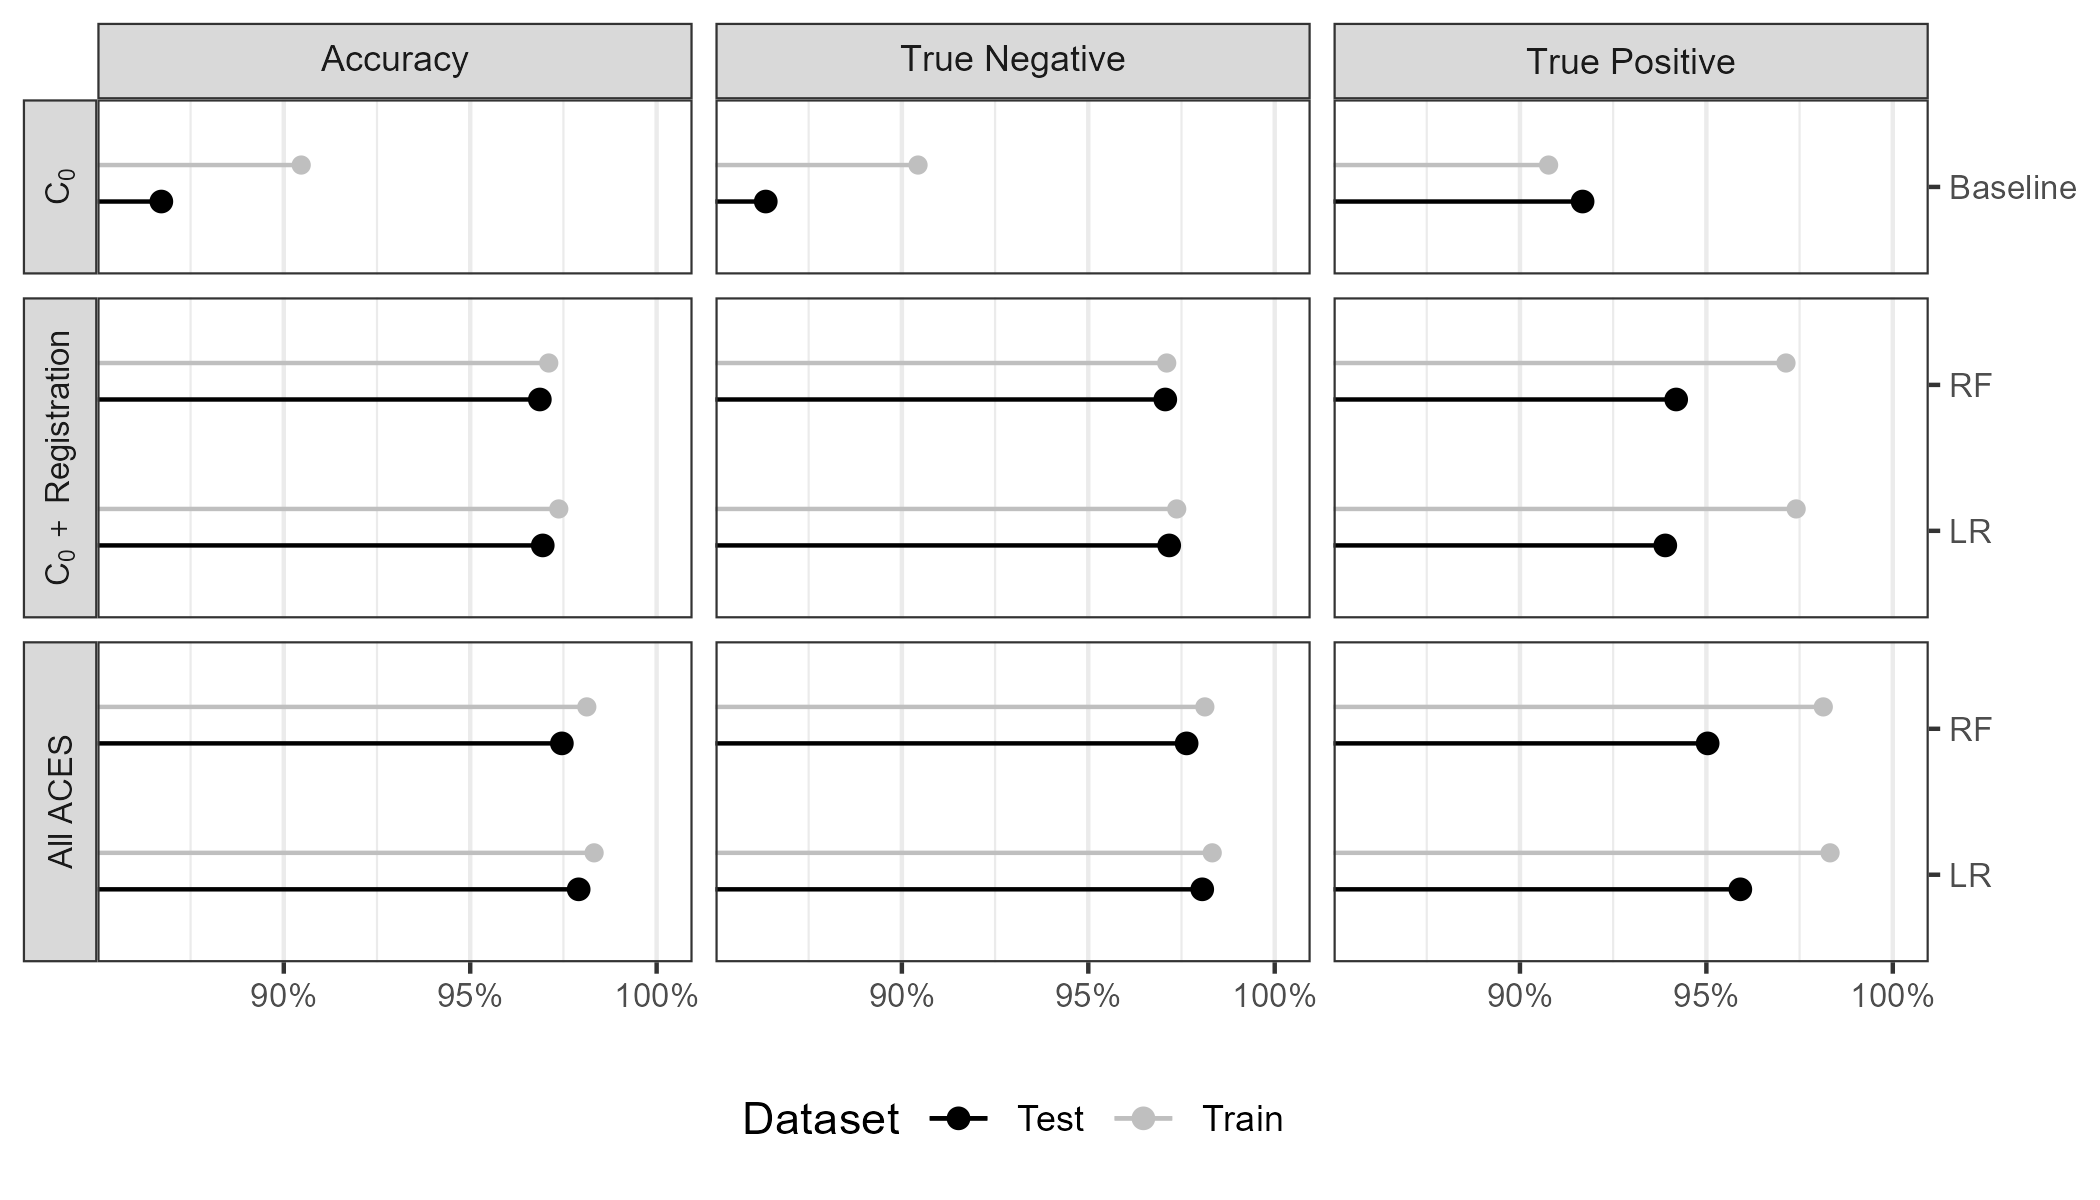 Accuracy
True Negative
True Positive
C₀
Baseline
C₀ + Registration
RF
LR
All ACES
RF
LR
90% 95% 100%
90% 95% 100%
90% 95% 100%
Dataset Test Train